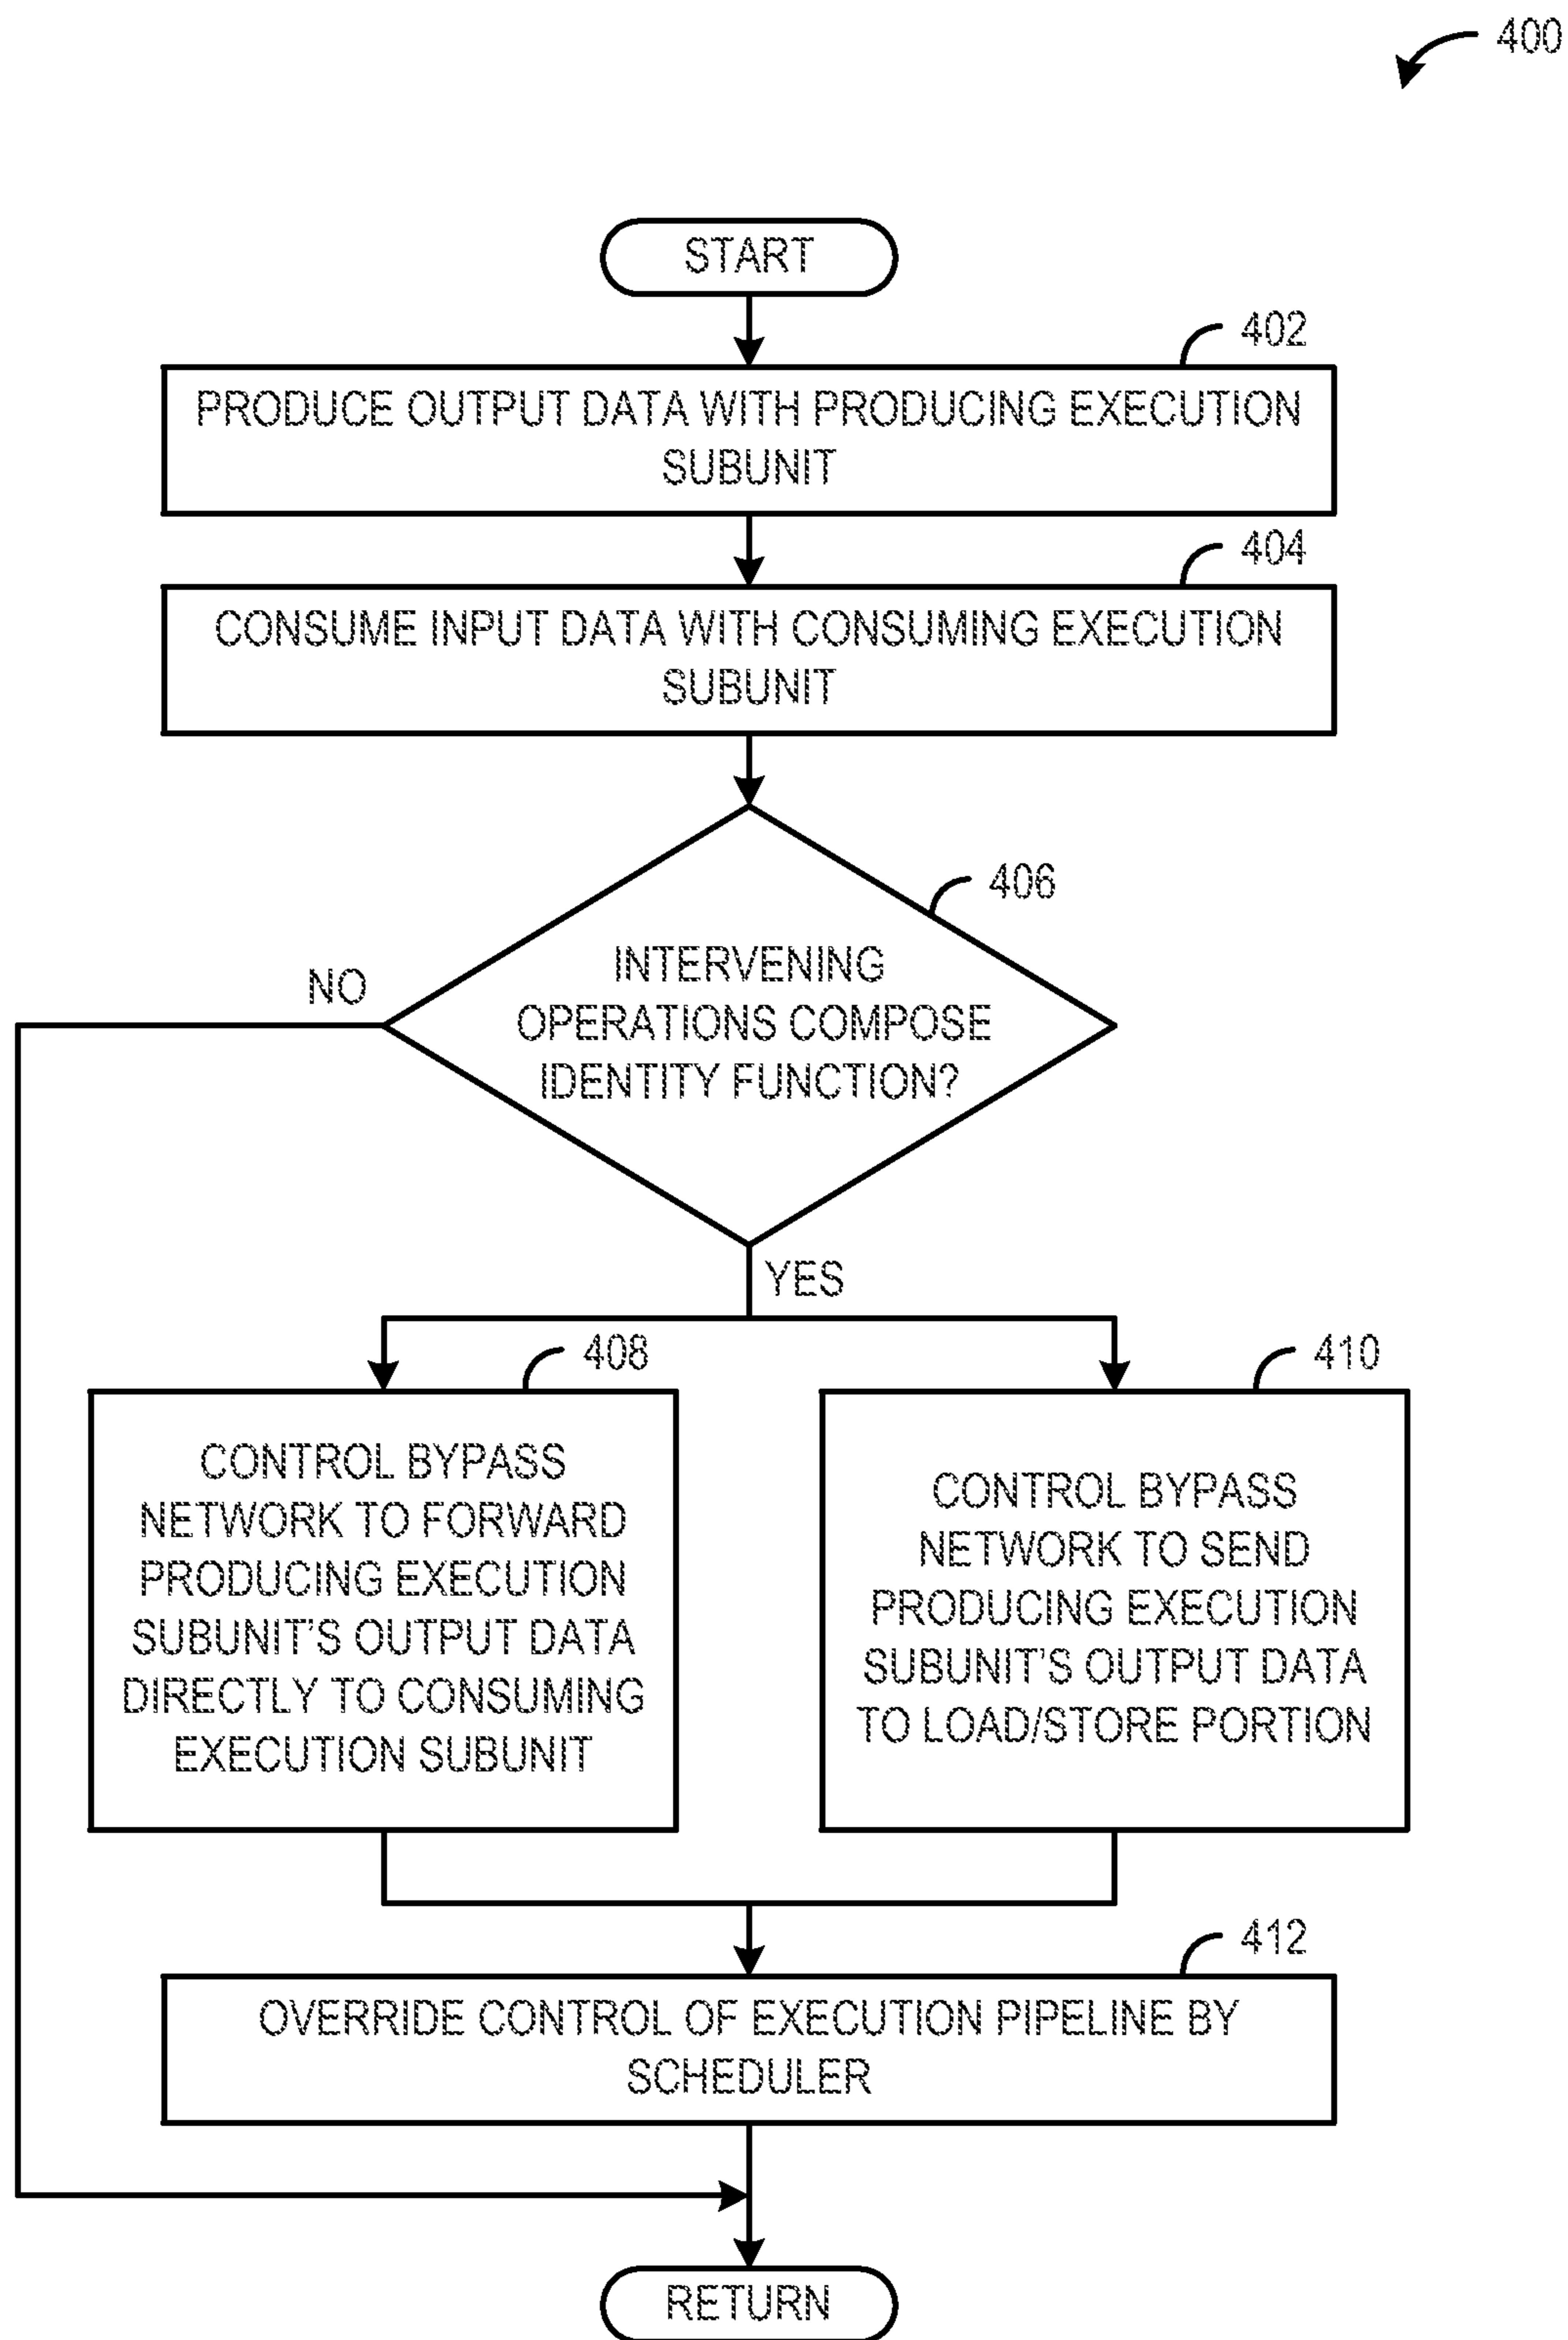 400
START
402
PRODUCE OUTPUT DATA WITH PRODUCING EXECUTION
SUBUNIT
404
CONSUME INPUT DATA WITH CONSUMING EXECUTION
SUBUNIT
406
INTERVENING
OPERATIONS COMPOSE
IDENTITY FUNCTION?
NO
YES
408
CONTROL BYPASS
NETWORK TO FORWARD
PRODUCING EXECUTION
SUBUNIT'S OUTPUT DATA
DIRECTLY TO CONSUMING
EXECUTION SUBUNIT
410
CONTROL BYPASS
NETWORK TO SEND
PRODUCING EXECUTION
SUBUNIT'S OUTPUT DATA
TO LOAD/STORE PORTION
412
OVERRIDE CONTROL OF EXECUTION PIPELINE BY
SCHEDULER
RETURN